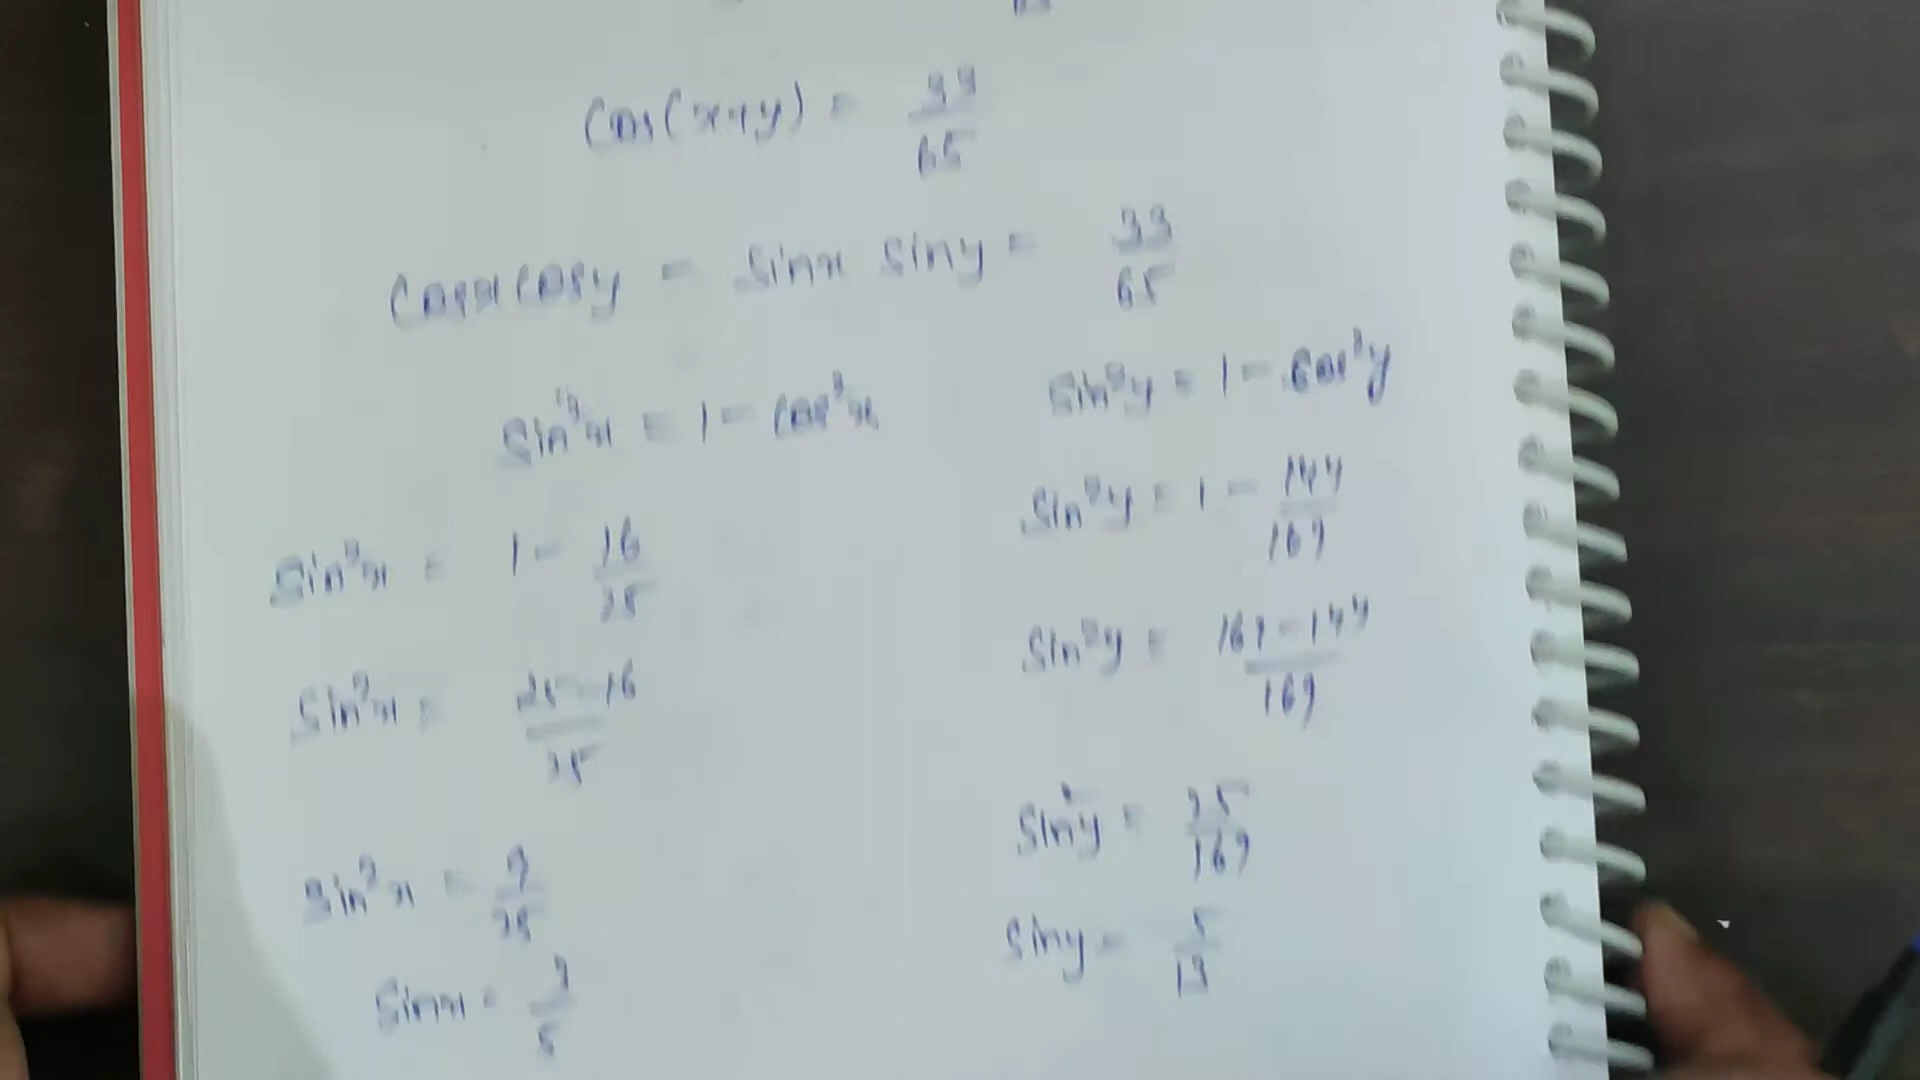 cos(x+y) = 33/65
cosx cosy - sinx siny = 33/65
sin²x = 1 - cos²x
sin²y = 1 - cos²y
sin²x = 1 - 16/25
sin²y = 1 - 144/169
sin²x = 25-16/25
sin²y = 169-144/169
sin²x = 9/25
sin²y = 25/169
sinx = 3/5
siny = 5/13